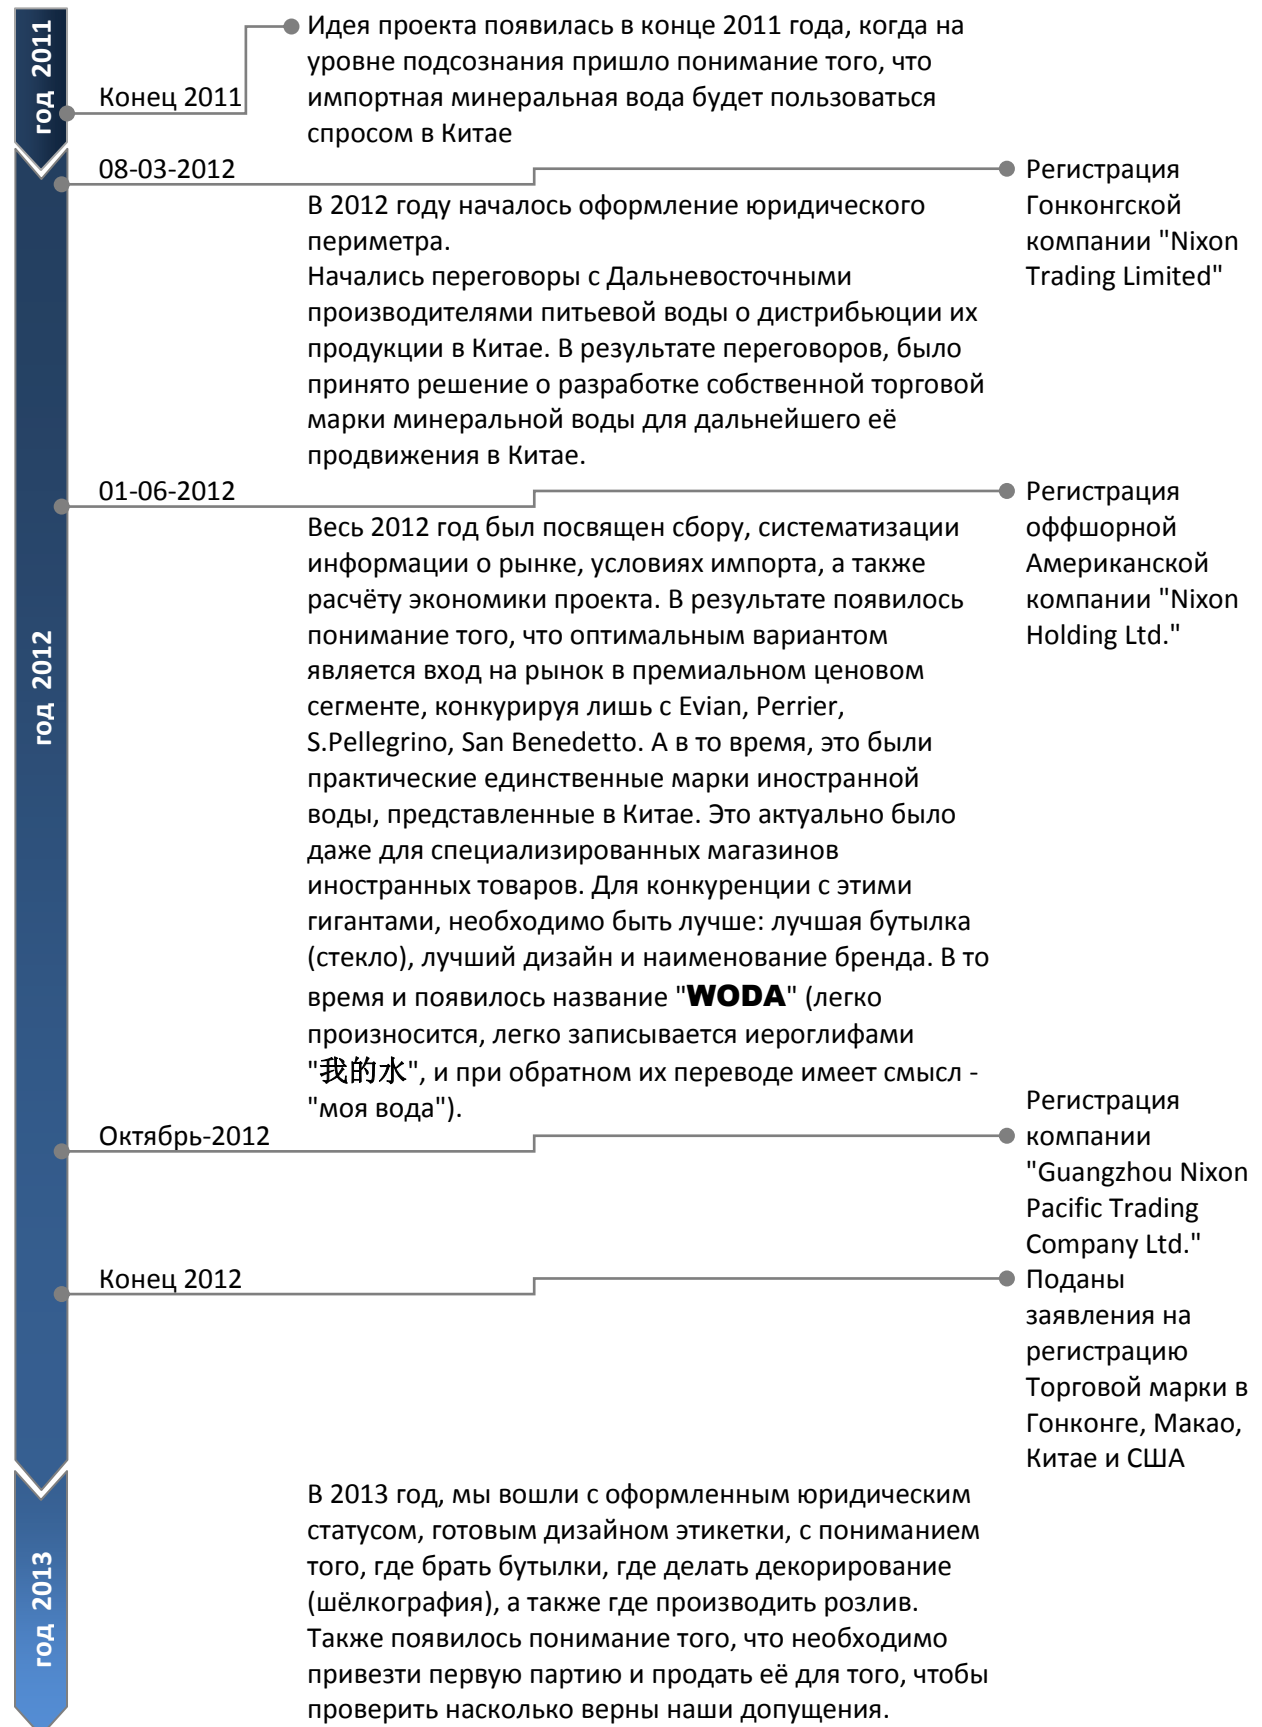 год 2011
Конец 2011
Идея проекта появилась в конце 2011 года, когда на
уровне подсознания пришло понимание того, что
импортная минеральная вода будет пользоваться
спросом в Китае
год 2012
08-03-2012
Регистрация
Гонконгской
компании "Nixon
Trading Limited"
В 2012 году началось оформление юридического
периметра.
Начались переговоры с Дальневосточными
производителями питьевой воды о дистрибьюции их
продукции в Китае. В результате переговоров, было
принято решение о разработке собственной торговой
марки минеральной воды для дальнейшего её
продвижения в Китае.
01-06-2012
Регистрация
оффшорной
Американской
компании "Nixon
Holding Ltd."
Весь 2012 год был посвящен сбору, систематизации
информации о рынке, условиях импорта, а также
расчёту экономики проекта. В результате появилось
понимание того, что оптимальным вариантом
является вход на рынок в премиальном ценовом
сегменте, конкурируя лишь с Evian, Perrier,
S.Pellegrino, San Benedetto. А в то время, это были
практические единственные марки иностранной
воды, представленные в Китае. Это актуально было
даже для специализированных магазинов
иностранных товаров. Для конкуренции с этими
гигантами, необходимо быть лучше: лучшая бутылка
(стекло), лучший дизайн и наименование бренда. В то
время и появилось название "WODA" (легко
произносится, легко записывается иероглифами
"我的水", и при обратном их переводе имеет смысл -
"моя вода").
Октябрь-2012
Регистрация
компании
"Guangzhou Nixon
Pacific Trading
Company Ltd."
Конец 2012
Поданы
заявления на
регистрацию
Торговой марки в
Гонконге, Макао,
Китае и США
год 2013
В 2013 год, мы вошли с оформленным юридическим
статусом, готовым дизайном этикетки, с пониманием
того, где брать бутылки, где делать декорирование
(шёлкография), а также где производить розлив.
Также появилось понимание того, что необходимо
привезти первую партию и продать её для того, чтобы
проверить насколько верны наши допущения.